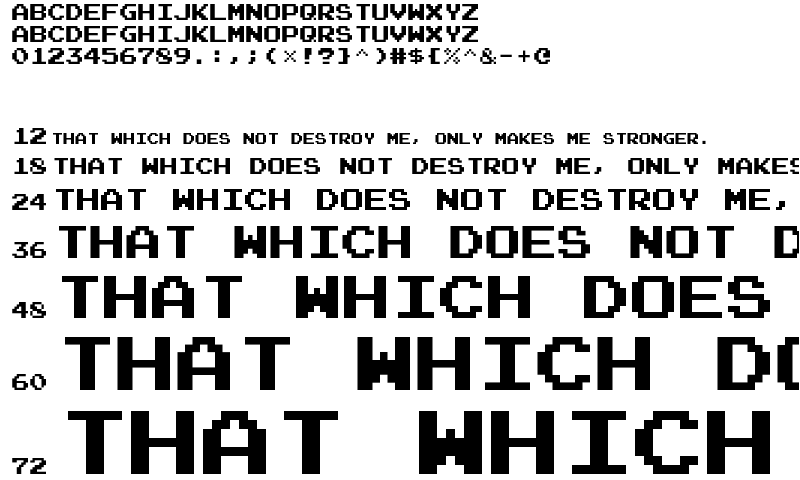 ABCDEFGHIJKLMNOPQRSTUVWXYZ
ABCDEFGHIJKLMNOPQRSTUVWXYZ
0123456789.:,;(×!?}^)#${%^&-+@
12 THAT WHICH DOES NOT DESTROY ME, ONLY MAKES ME STRONGER.
18 THAT WHICH DOES NOT DESTROY ME, ONLY MAKES
24 THAT WHICH DOES NOT DESTROY ME,
36 THAT WHICH DOES NOT D
48 THAT WHICH DOES
60 THAT WHICH DO
72 THAT WHICH